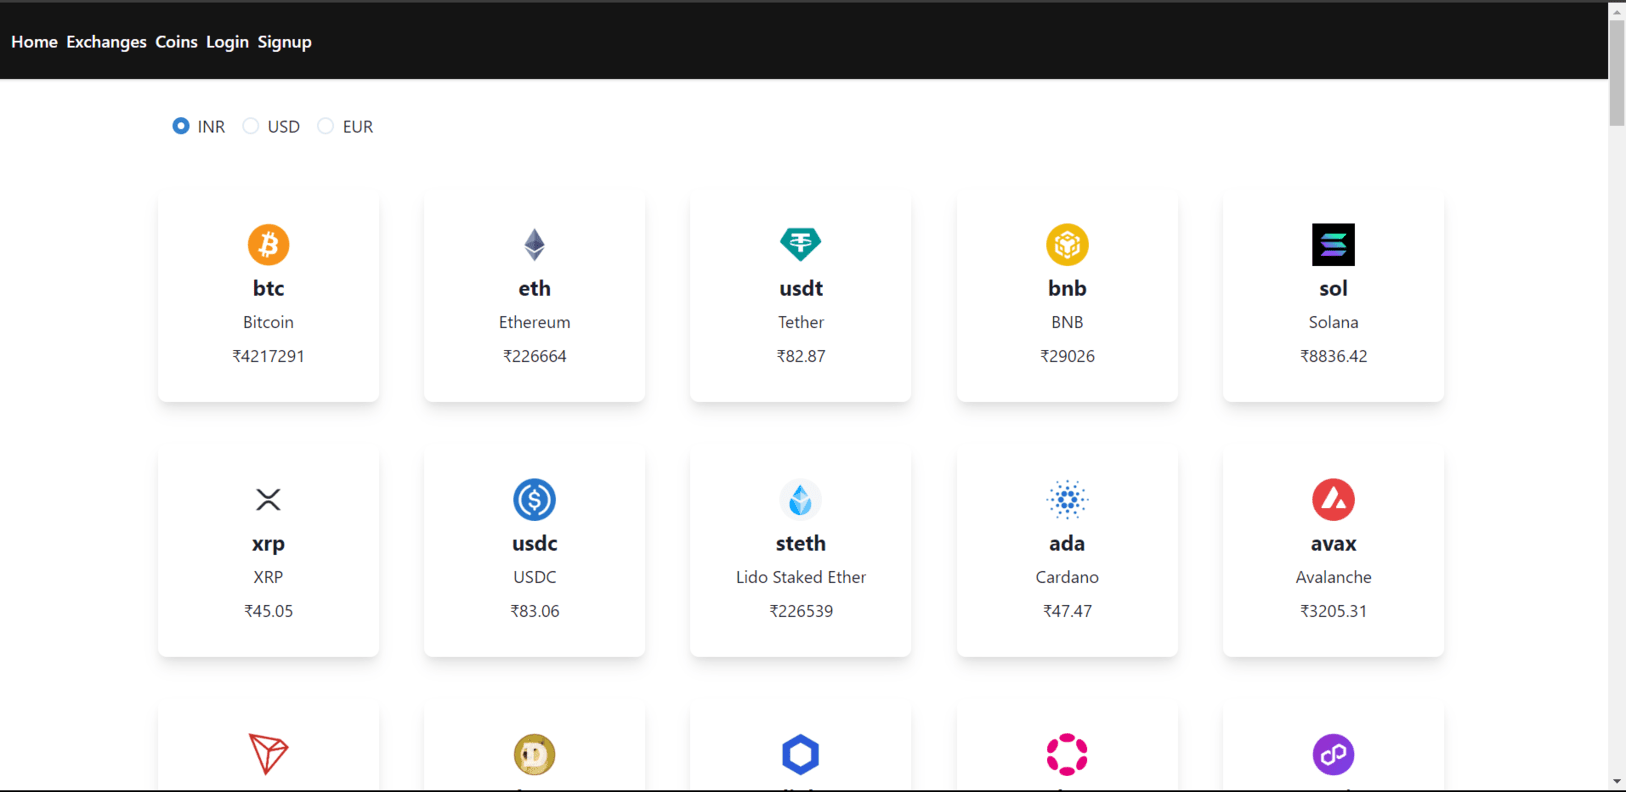 Home Exchanges Coins Login Signup
INR USD EUR
btc eth usdt bnb sol
Bitcoin Ethereum Tether BNB Solana
₹4217291 ₹226664 ₹82.87 ₹29026 ₹8836.42
xrp usdc steth ada avax
XRP USDC Lido Staked Ether Cardano Avalanche
₹45.05 ₹83.06 ₹226539 ₹47.47 ₹3205.31